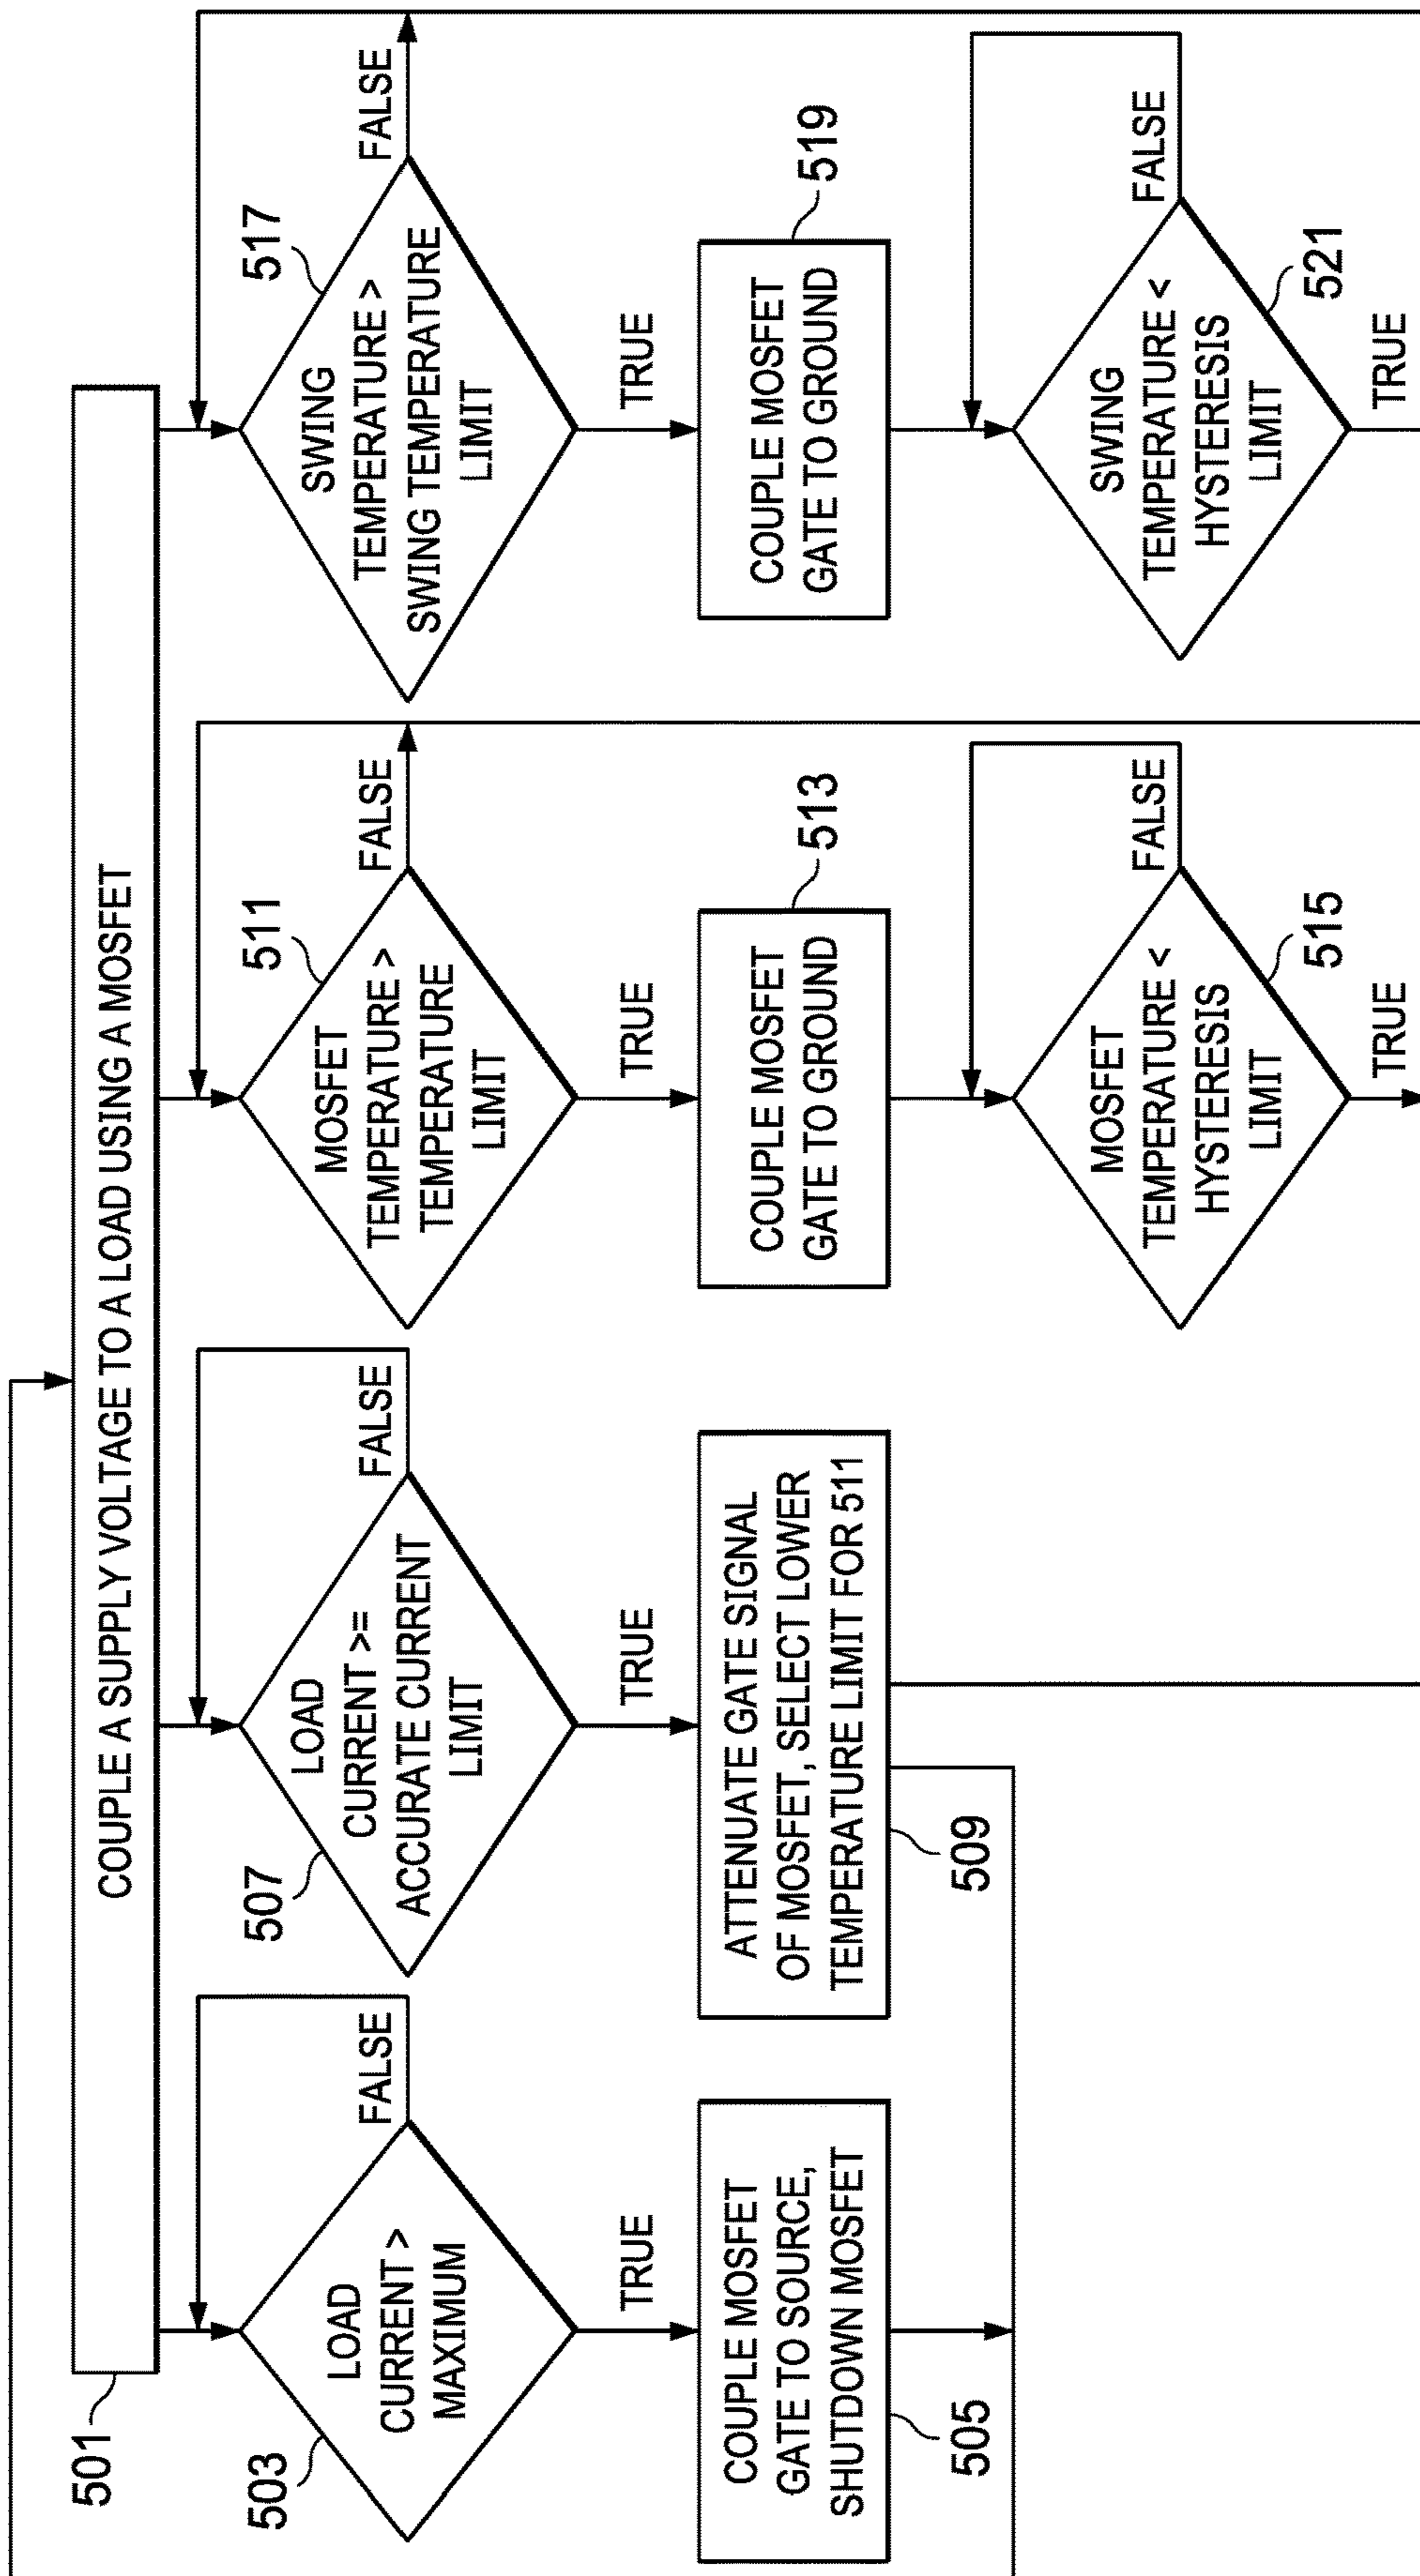 501
COUPLE A SUPPLY VOLTAGE TO A LOAD USING A MOSFET
503
LOAD
CURRENT >
MAXIMUM
FALSE
TRUE
COUPLE MOSFET
GATE TO SOURCE,
SHUTDOWN MOSFET
505
507
LOAD
CURRENT >=
ACCURATE CURRENT
LIMIT
FALSE
TRUE
ATTENUATE GATE SIGNAL
OF MOSFET, SELECT LOWER
TEMPERATURE LIMIT FOR 511
509
511
MOSFET
TEMPERATURE >
TEMPERATURE
LIMIT
FALSE
TRUE
COUPLE MOSFET
GATE TO GROUND
513
MOSFET
TEMPERATURE <
HYSTERESIS
LIMIT
FALSE
515
TRUE
517
SWING
TEMPERATURE >
SWING TEMPERATURE
LIMIT
FALSE
TRUE
COUPLE MOSFET
GATE TO GROUND
519
SWING
TEMPERATURE <
HYSTERESIS
LIMIT
FALSE
521
TRUE